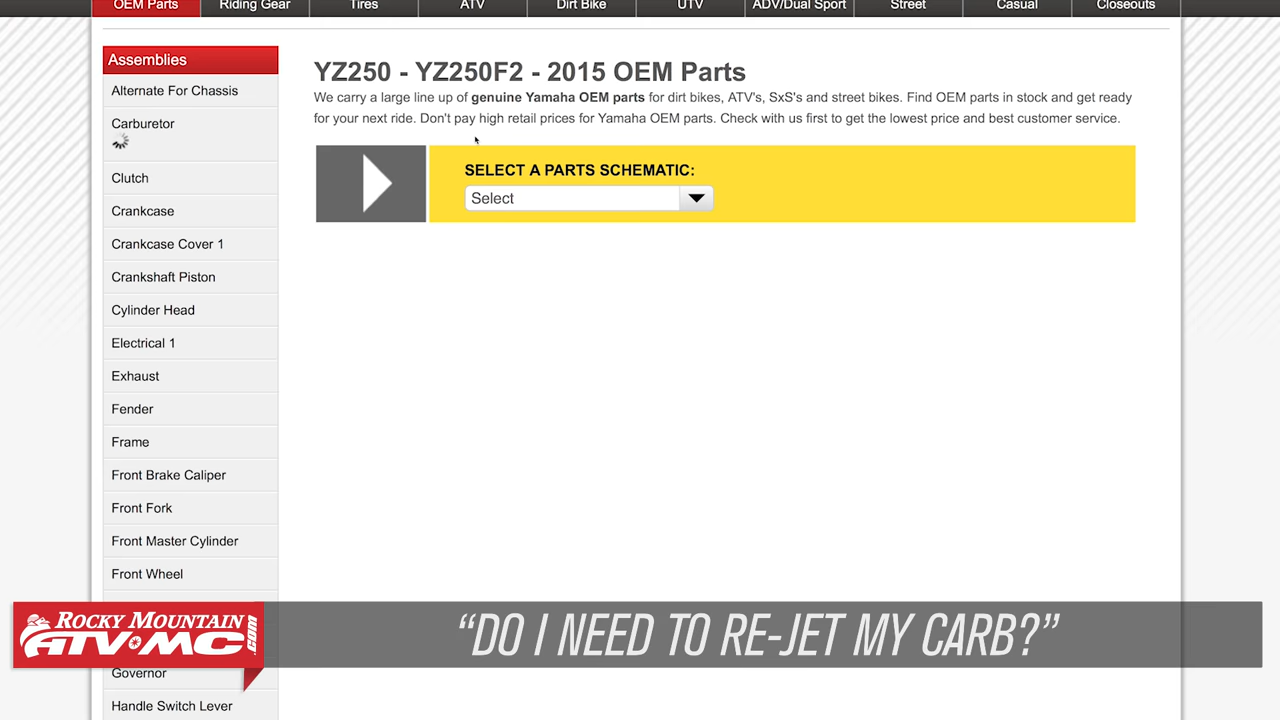 OEM Parts
Riding Gear
Tires
ATV
Dirt Bike
UTV
ADV/Dual Sport
Street
Casual
Closeouts
Assemblies
Alternate For Chassis
Carburetor
Clutch
Crankcase
Crankcase Cover 1
Crankshaft Piston
Cylinder Head
Electrical 1
Exhaust
Fender
Frame
Front Brake Caliper
Front Fork
Front Master Cylinder
Front Wheel
Governor
Handle Switch Lever
YZ250 - YZ250F2 - 2015 OEM Parts
We carry a large line up of genuine Yamaha OEM parts for dirt bikes, ATV's, SxS's and street bikes. Find OEM parts in stock and get ready
for your next ride. Don't pay high retail prices for Yamaha OEM parts. Check with us first to get the lowest price and best customer service.
SELECT A PARTS SCHEMATIC:
Select
ROCKY MOUNTAIN
ATV MC .com
“DO I NEED TO RE-JET MY CARB?”